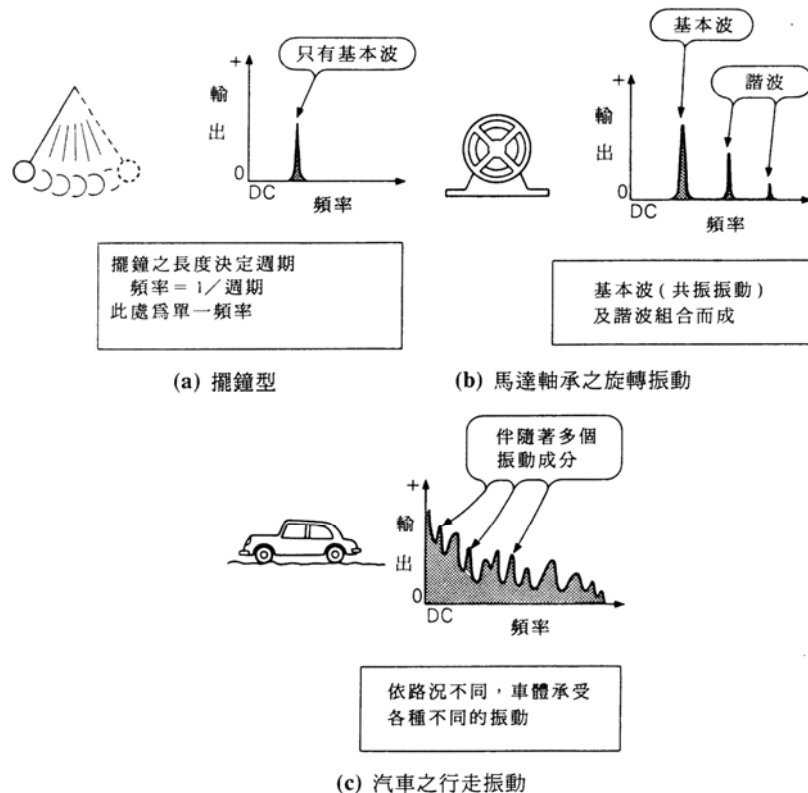 只有基本波
+
輸
出
0
DC
頻率
擺鐘之長度決定週期
頻率=1/週期
此處爲單一頻率
(a) 擺鐘型
基本波
諧波
+
輸
出
0
DC
頻率
基本波(共振振動)
及諧波組合而成
(b) 馬達軸承之旋轉振動
伴隨著多個
振動成分
+
輸
出
0
DC
頻率
依路況不同,車體承受
各種不同的振動
(c) 汽車之行走振動